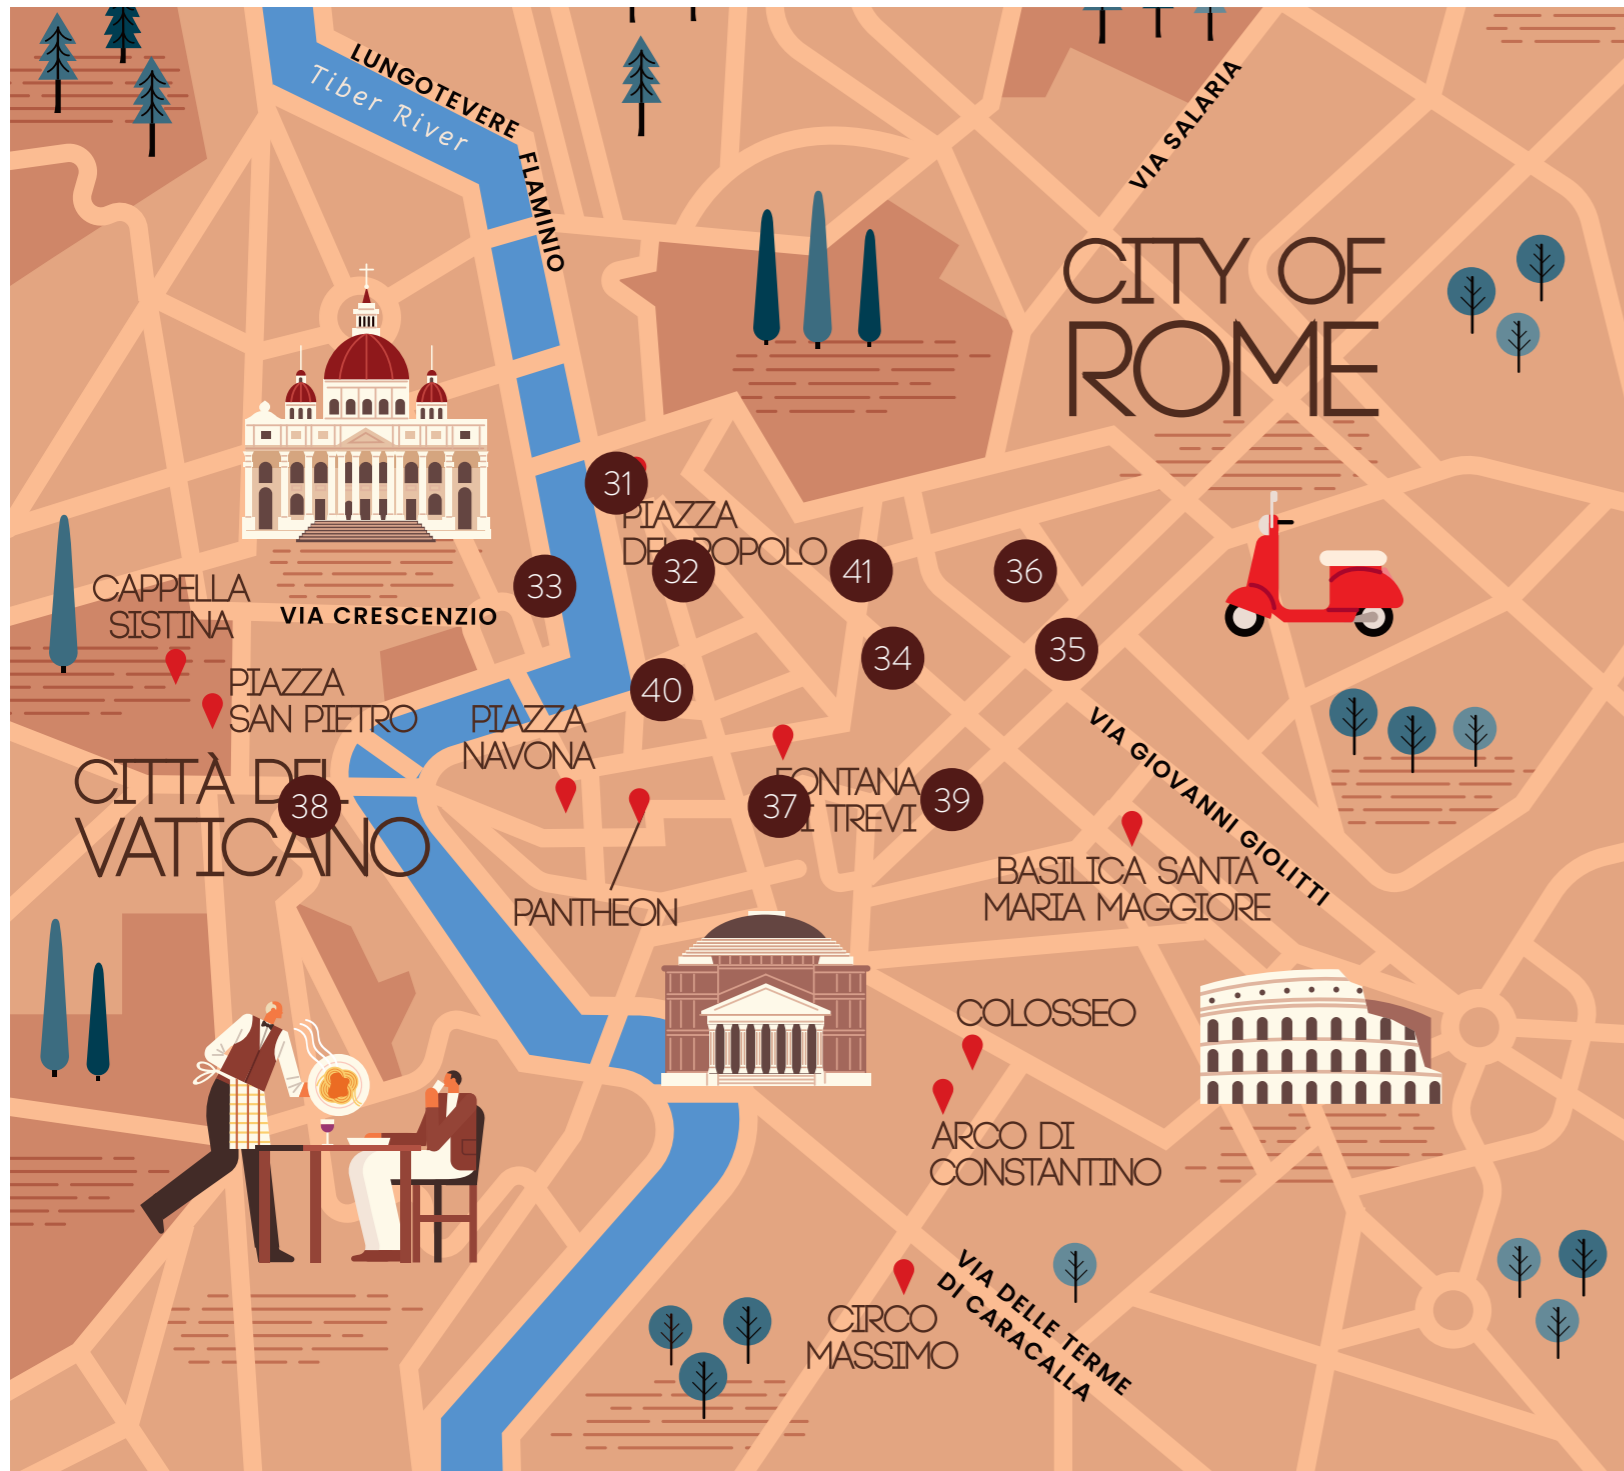 LUNGOTEVERE
FLAMINIO
Tiber River
VIA SALARIA
CITY OF
ROME
31
PIAZZA
DEL POPOLO
32
33
41
36
CAPPELLA
SISTINA
VIA CRESCENZIO
34
35
40
PIAZZA
SAN PIETRO
PIAZZA
NAVONA
CITTÀ DEL
VATICANO
38
FONTANA
DI TREVI
37
39
VIA GIOVANNI GIOLITTI
BASILICA SANTA
MARIA MAGGIORE
PANTHEON
COLOSSEO
ARCO DI
CONSTANTINO
CIRCO
MASSIMO
VIA DELLE TERME
DI CARACALLA